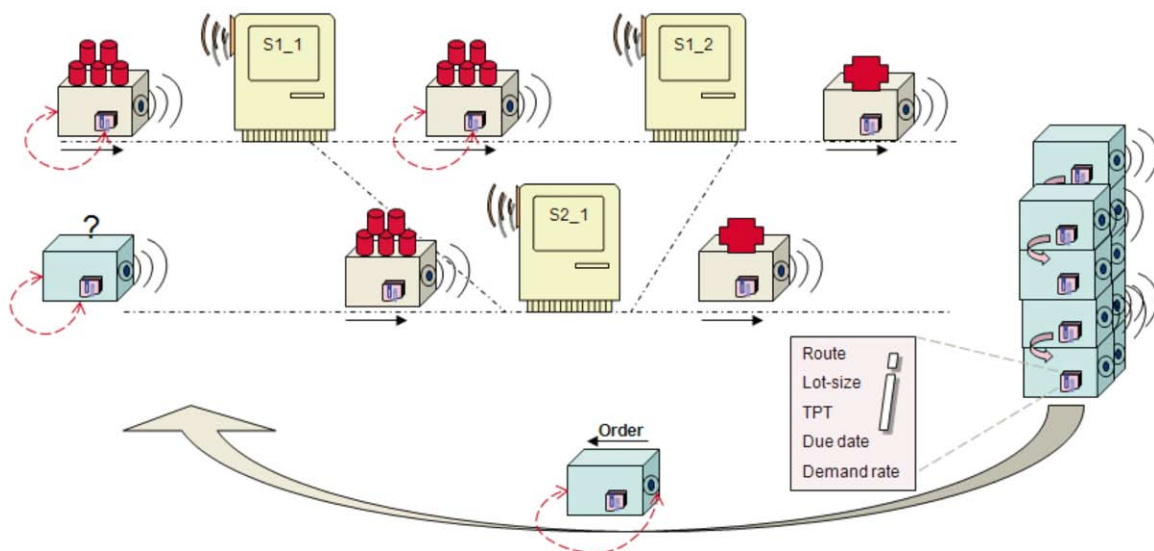 S1_1
S1_2
?
S2_1
Route
Lot-size
TPT
Due date
Demand rate
Order